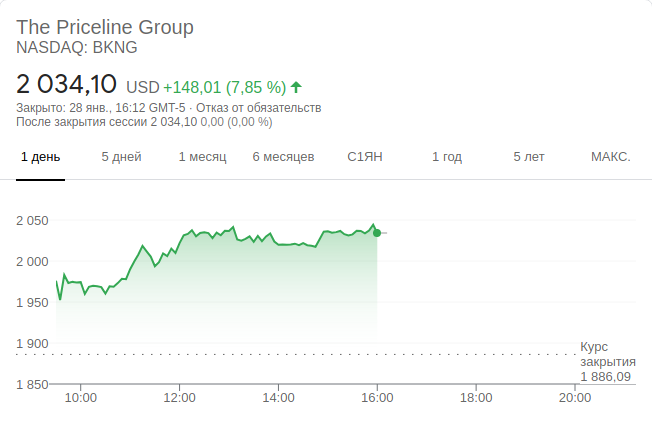 The Priceline Group
NASDAQ: BKNG
2 034,10 USD +148,01 (7,85 %)
Закрыто: 28 янв., 16:12 GMT-5 · Отказ от обязательств
После закрытия сессии 2 034,10 0,00 (0,00 %)
1 день 5 дней 1 месяц 6 месяцев С1ЯН 1 год 5 лет МАКС.
2 050
2 000
1 950
1 900
Курс
закрытия
1 886,09
1 850
10:00 12:00 14:00 16:00 18:00 20:00